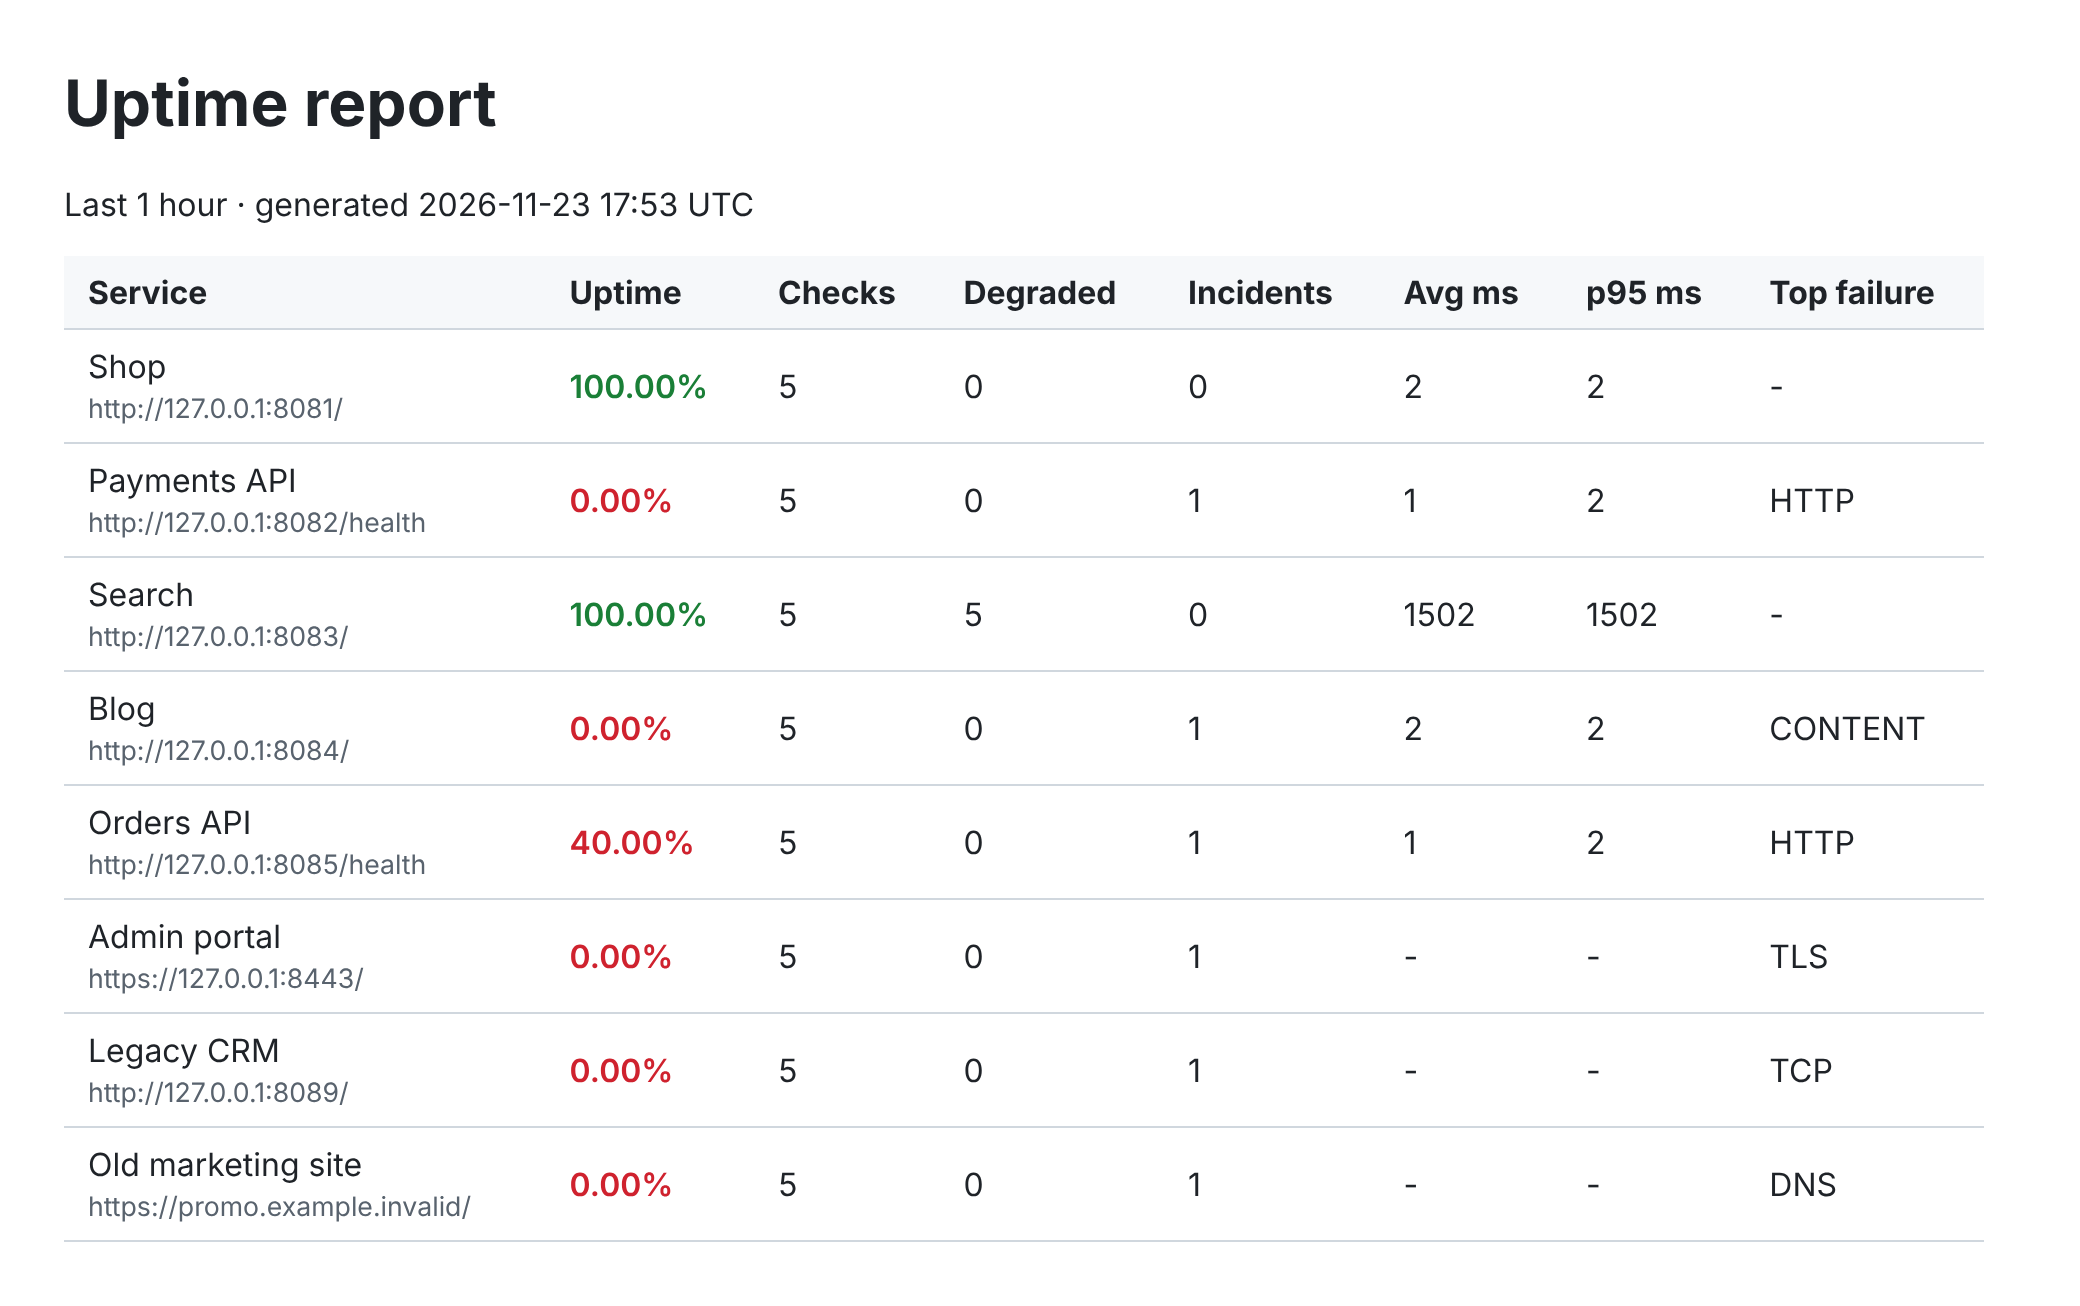 Uptime report
Last 1 hour · generated 2026-11-23 17:53 UTC
Service Uptime Checks Degraded Incidents Avg ms p95 ms Top failure
Shop
http://127.0.0.1:8081/
100.00% 5 0 0 2 2 -
Payments API
http://127.0.0.1:8082/health
0.00% 5 0 1 1 2 HTTP
Search
http://127.0.0.1:8083/
100.00% 5 5 0 1502 1502 -
Blog
http://127.0.0.1:8084/
0.00% 5 0 1 2 2 CONTENT
Orders API
http://127.0.0.1:8085/health
40.00% 5 0 1 1 2 HTTP
Admin portal
https://127.0.0.1:8443/
0.00% 5 0 1 - - TLS
Legacy CRM
http://127.0.0.1:8089/
0.00% 5 0 1 - - TCP
Old marketing site
https://promo.example.invalid/
0.00% 5 0 1 - - DNS